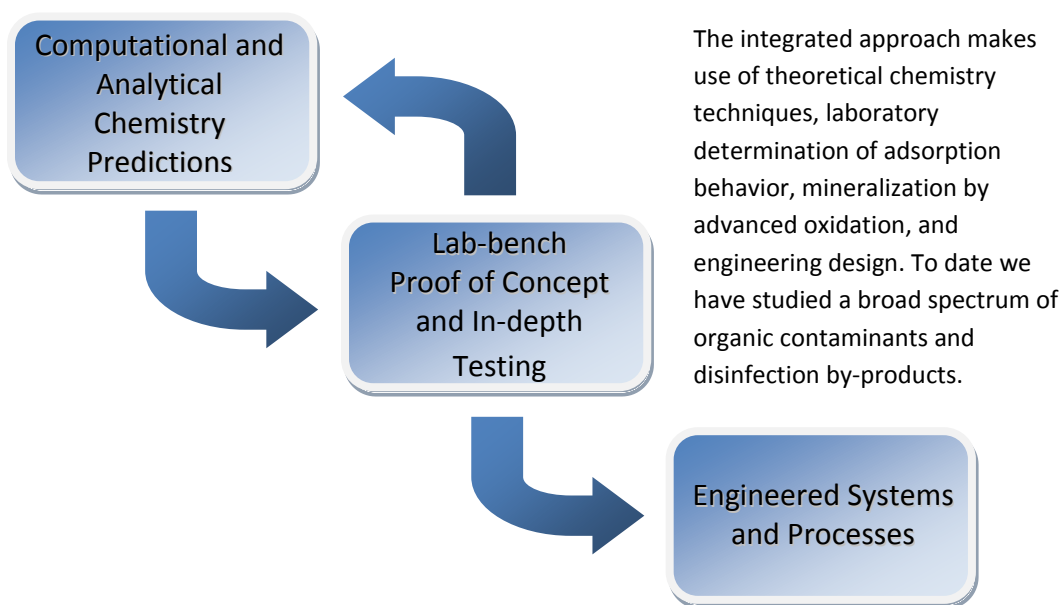 Computational and
Analytical
Chemistry
Predictions
The integrated approach makes
use of theoretical chemistry
techniques, laboratory
determination of adsorption
behavior, mineralization by
advanced oxidation, and
engineering design. To date we
have studied a broad spectrum of
organic contaminants and
disinfection by-products.
Lab-bench
Proof of Concept
and In-depth
Testing
Engineered Systems
and Processes